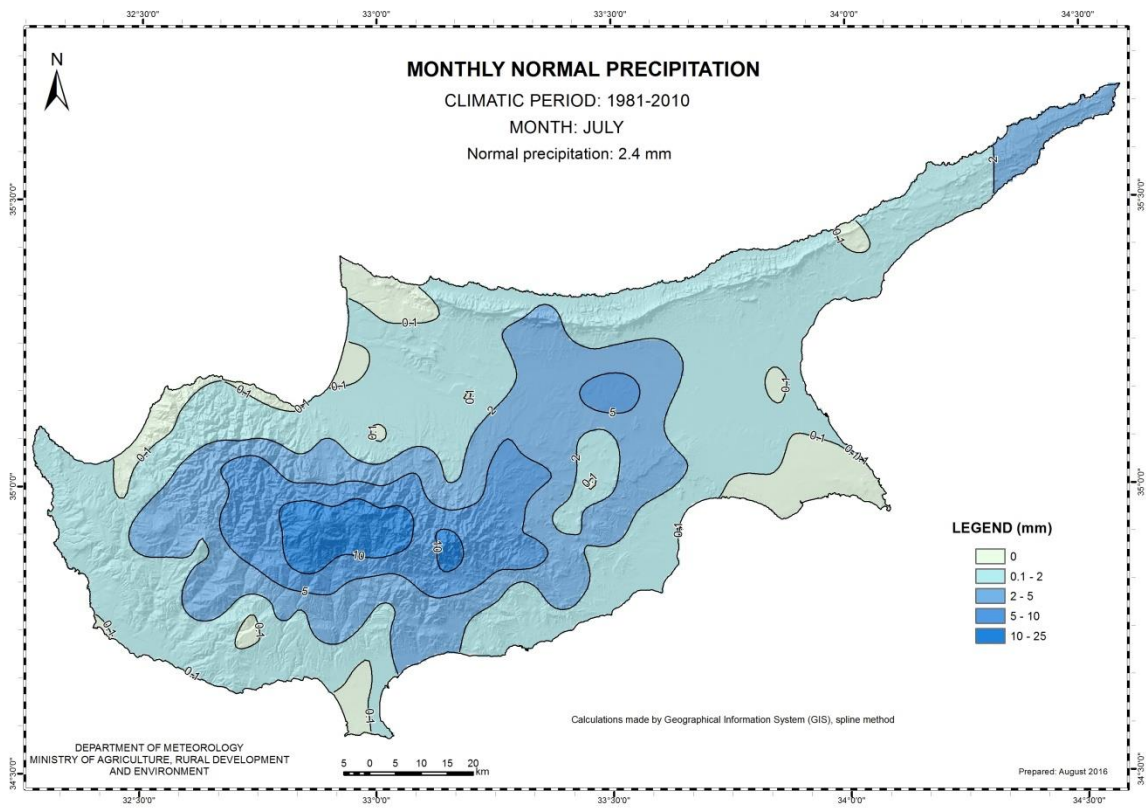 32°30'0" 33°0'0" 33°30'0" 34°0'0" 34°30'0"
N
MONTHLY NORMAL PRECIPITATION
CLIMATIC PERIOD: 1981-2010
MONTH: JULY
Normal precipitation: 2.4 mm
35°30'0" 35°30'0"
2
0.1
0.1
0.1
0.1 0.1 0.1
0.1 2 5
0.1 0.1
0.1 2 0.1
35°0'0" 0.1 35°0'0"
0.1
10 10
5
0.1
0.1
0.1
0.1
LEGEND (mm)
0
0.1 - 2
2 - 5
5 - 10
10 - 25
Calculations made by Geographical Information System (GIS), spline method
DEPARTMENT OF METEOROLOGY
MINISTRY OF AGRICULTURE, RURAL DEVELOPMENT
AND ENVIRONMENT
5 0 5 10 15 20
km
Prepared: August 2016
34°30'0" 34°30'0"
32°30'0" 33°0'0" 33°30'0" 34°0'0" 34°30'0"